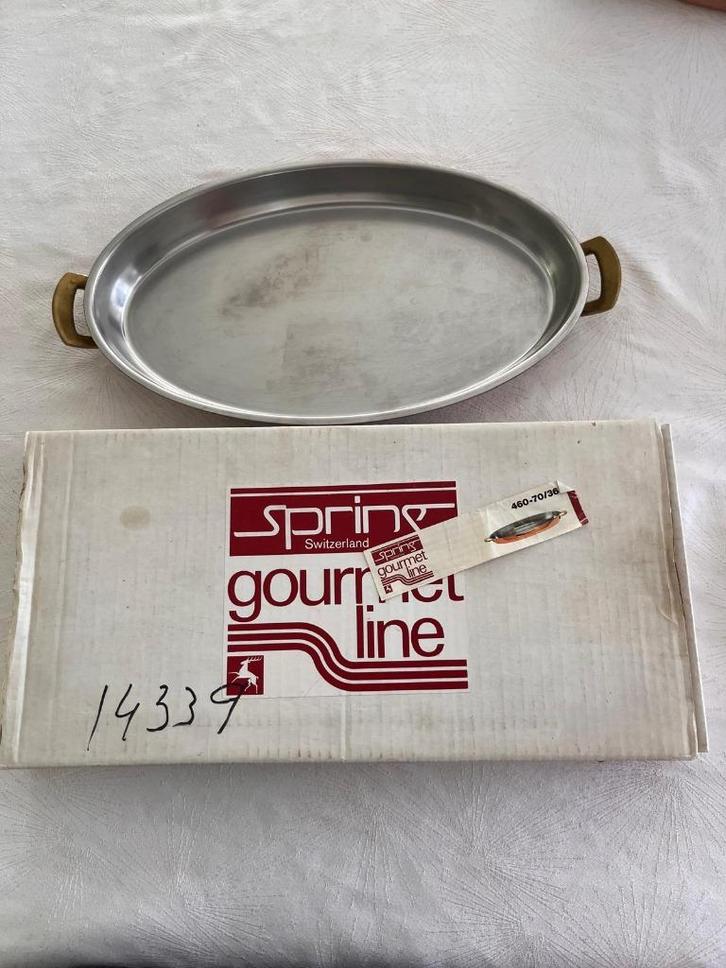 spring
Switzerland
gourmet
line
460-70/36
spring
gourmet
line
14339